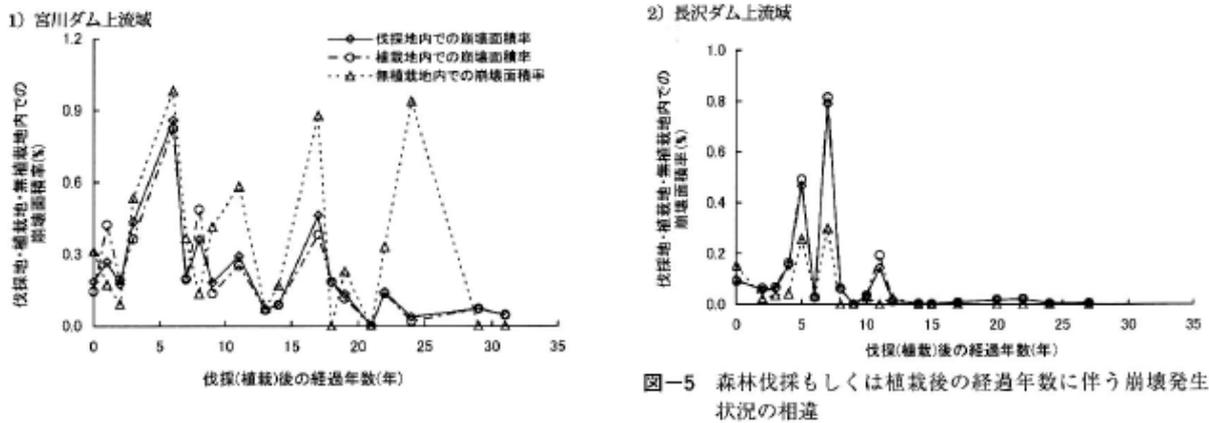 1) 宮川ダム上流域
1.2
0.9
0.6
0.3
0.0
伐採地・植栽地・無植栽地内での
崩壊面積率(%)
伐採地内での崩壊面積率
植栽地内での崩壊面積率
無植栽地内での崩壊面積率
0 5 10 15 20 25 30 35
伐採(植栽)後の経過年数(年)
2) 長沢ダム上流域
1.0
0.8
0.6
0.4
0.2
0.0
伐採地・植栽地・無植栽地内での
崩壊面積率(%)
0 5 10 15 20 25 30 35
伐採(植栽)後の経過年数(年)
図－5 森林伐採もしくは植栽後の経過年数に伴う崩壊発生
状況の相違